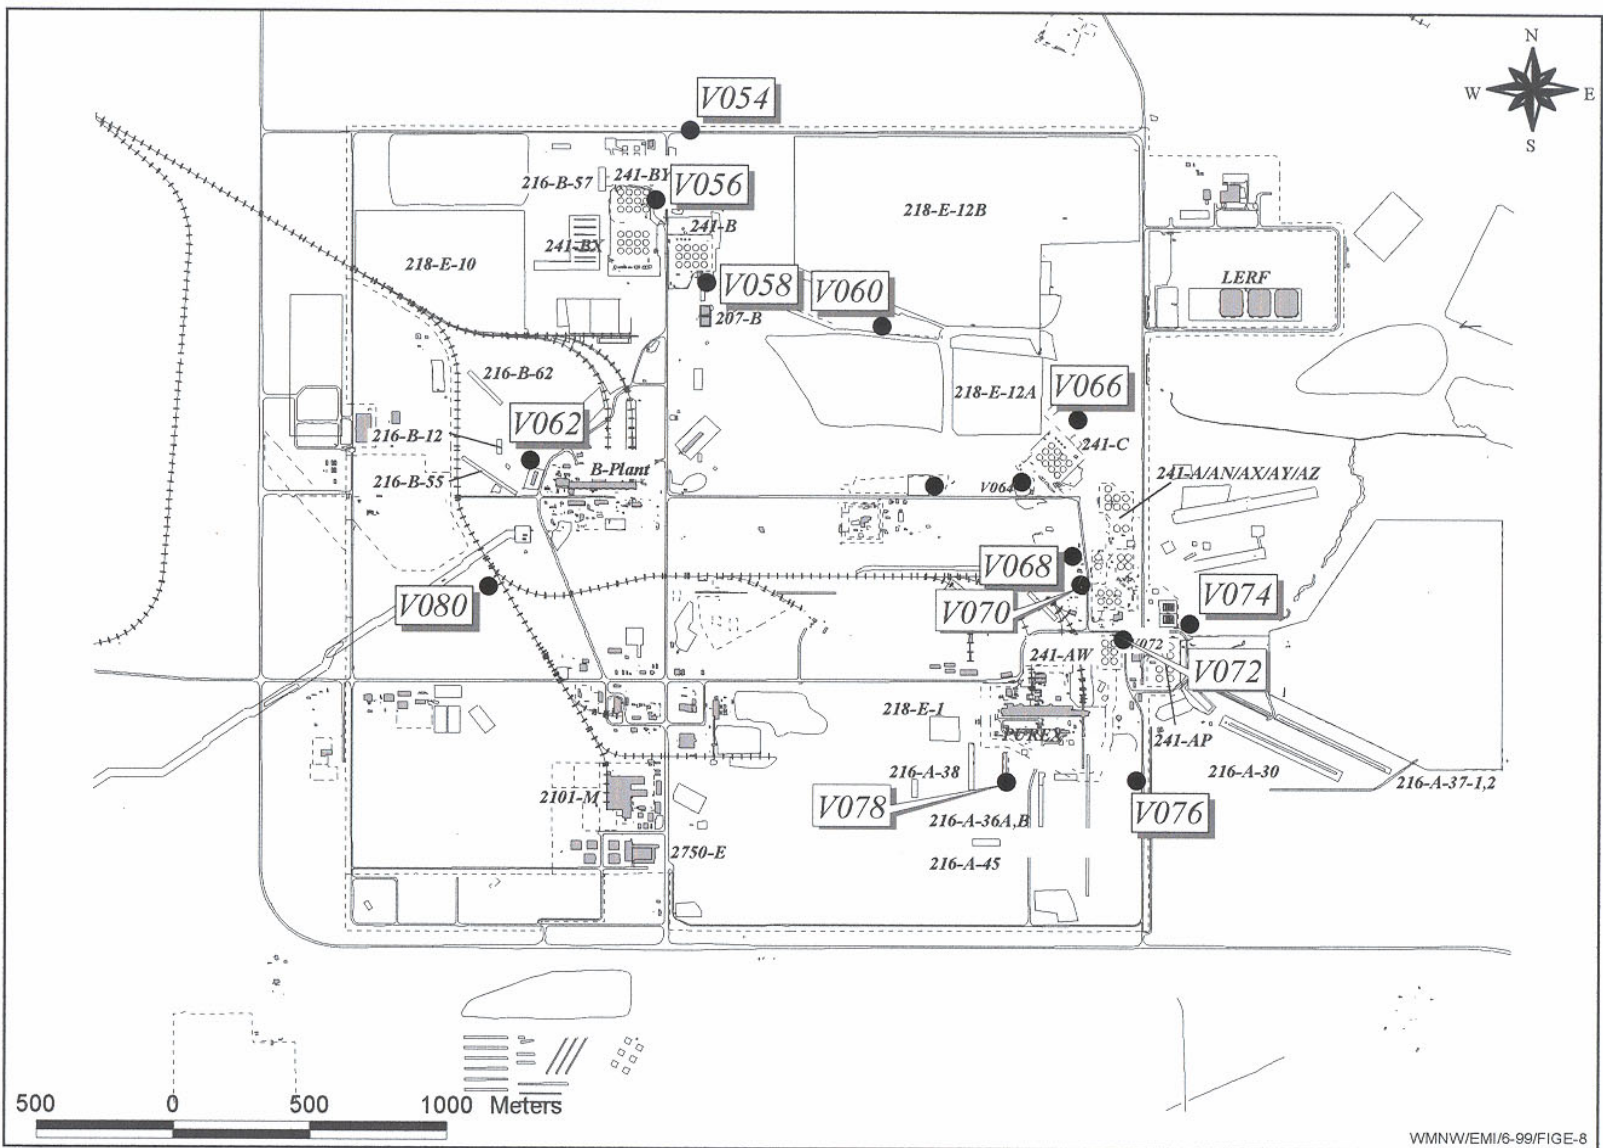 N
W E
S
V054
216-B-57
241-BY
V056
218-E-12B
241-B
241-BX
218-E-10
LERF
V058
V060
207-B
216-B-62
V066
218-E-12A
V062
216-B-12
241-C
B-Plant
241-A/AN/AX/AY/AZ
216-B-55
V064
V068
V080
V070
V074
V072
241-AW
V072
218-E-1
PUREX
241-AP
216-A-38
216-A-30
216-A-37-1,2
2101-M
V078
V076
216-A-36A,B
2750-E
216-A-45
500 0 500 1000 Meters
WMNW/EMI/6-99/FIGE-8